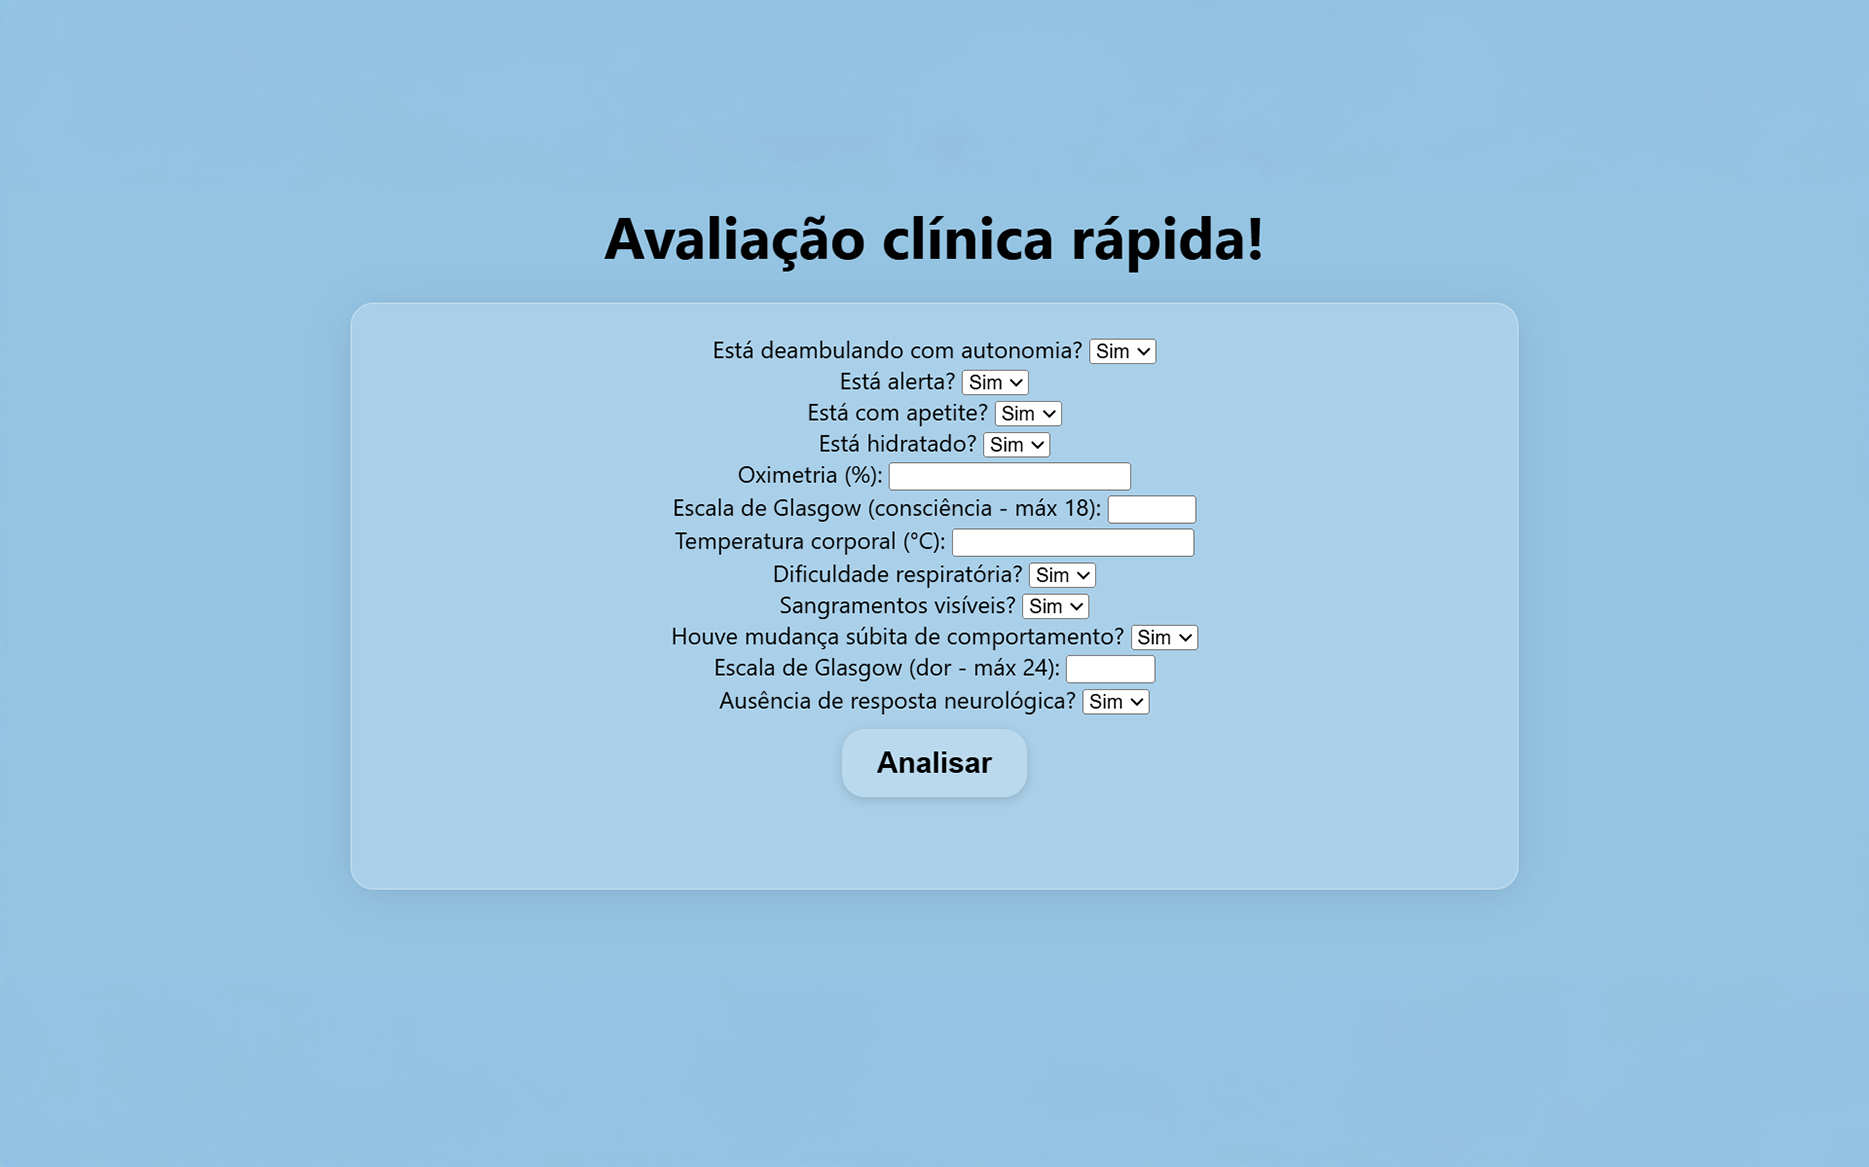 Avaliação clínica rápida!
Está deambulando com autonomia? Sim
Está alerta? Sim
Está com apetite? Sim
Está hidratado? Sim
Oximetria (%):
Escala de Glasgow (consciência - máx 18):
Temperatura corporal (°C):
Dificuldade respiratória? Sim
Sangramentos visíveis? Sim
Houve mudança súbita de comportamento? Sim
Escala de Glasgow (dor - máx 24):
Ausência de resposta neurológica? Sim
Analisar